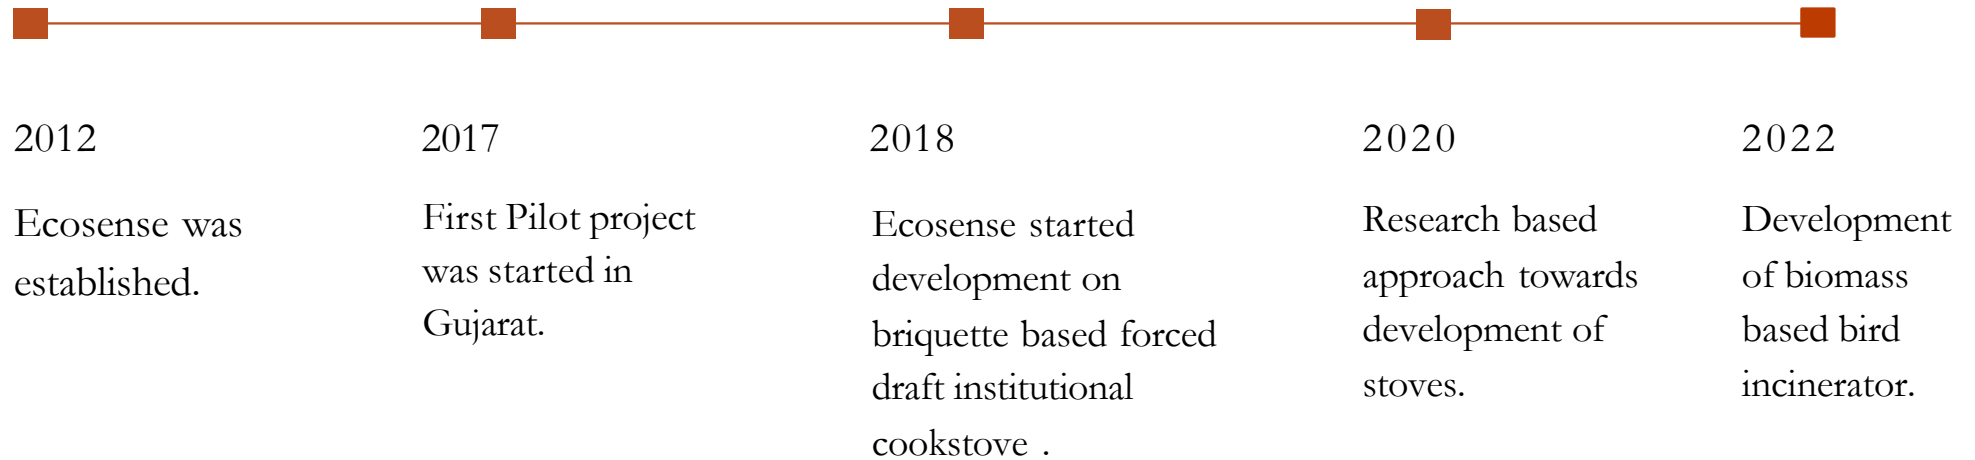 2012
Ecosense was
established.
2017
First Pilot project
was started in
Gujarat.
2018
Ecosense started
development on
briquette based forced
draft institutional
cookstove .
2020
Research based
approach towards
development of
stoves.
2022
Development
of biomass
based bird
incinerator.